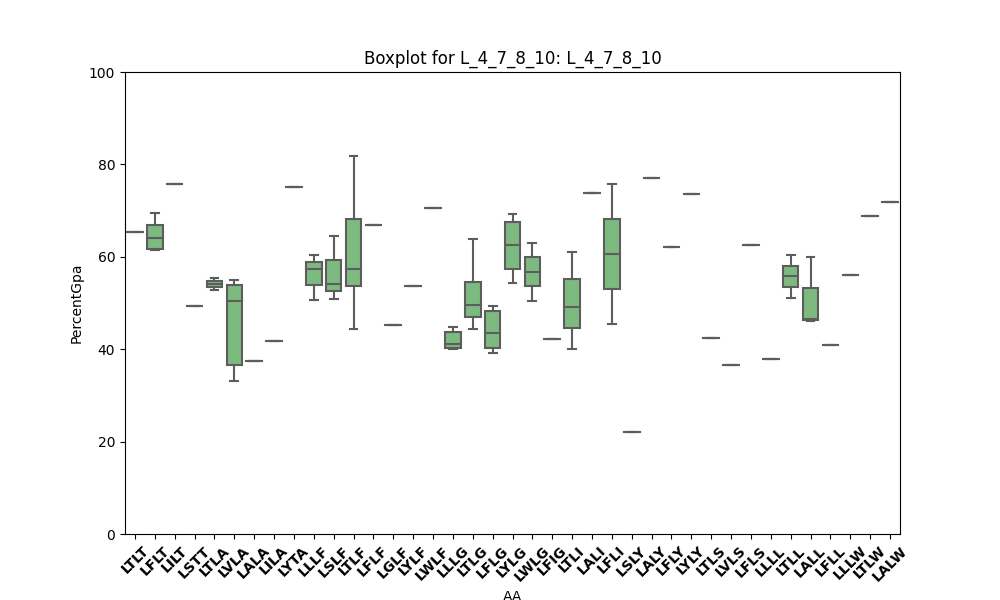 Boxplot for L_4_7_8_10: L_4_7_8_10
100
80
60
40
20
0
PercentGpa
LTLT LFLT LILT LSTT LTLA LVLA LALA LILA LYTA LLLF LSLF LTLF LFLF LGLF LYLF LWLF LLLG LTLG LFLG LYLG LWLG LFIG LTLI LALI LFLI LSLY LALY LFLY LYLY LTLS LVLS LFLS LLLL LTLL LALL LFLL LLLW LTLW LALW
AA